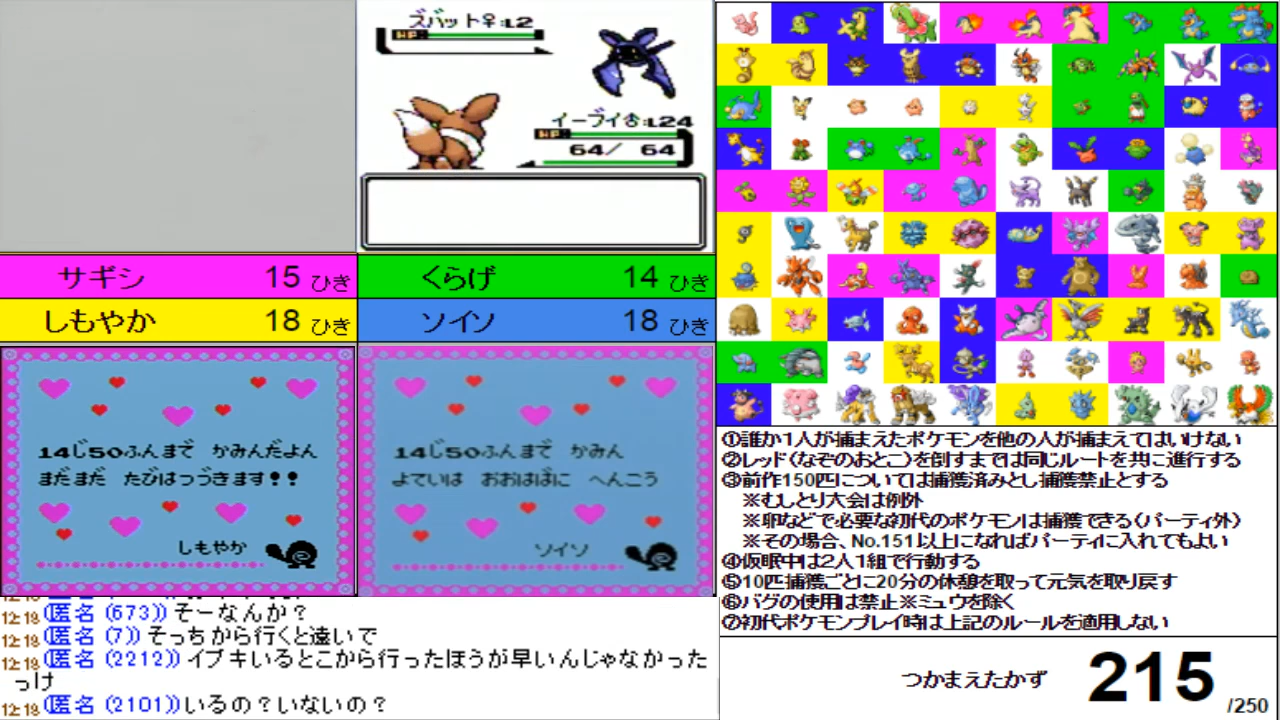 ズバット♀:L2
HP:
イーブイ♂:L24
HP:
64/ 64
サギシ 15 ひき
くらげ 14 ひき
しもやか 18 ひき
ソイソ 18 ひき
14じ50ふんまで かみんだよん
まだまだ たびはつづきます!!
しもやか
14じ50ふんまで かみん
よていは おおはばに へんこう
ソイソ
12:18(匿名 (673)) そーなんか?
12:18(匿名 (7)) そっちから行くと遠いで
12:18(匿名 (2212)) イブキいるとこから行ったほうが早いんじゃなかった
っけ
12:18(匿名 (2101)) いるの?いないの?
①誰か1人が捕まえたポケモンを他の人が捕まえてはいけない
②レッド(なぞのおとこ)を倒すまでは同じルートを共に進行する
③前作150匹については捕獲済みとし捕獲禁止とする
※むしとり大会は例外
※卵などで必要な初代のポケモンは捕獲できる(パーティ外)
※その場合、No.151以上になればパーティに入れてもよい
④仮眠中は2人1組で行動する
⑤10匹捕獲ごとに20分の休憩を取って元気を取り戻す
⑥バグの使用は禁止※ミュウを除く
⑦初代ポケモンプレイ時は上記のルールを適用しない
つかまえたかず 215 /250